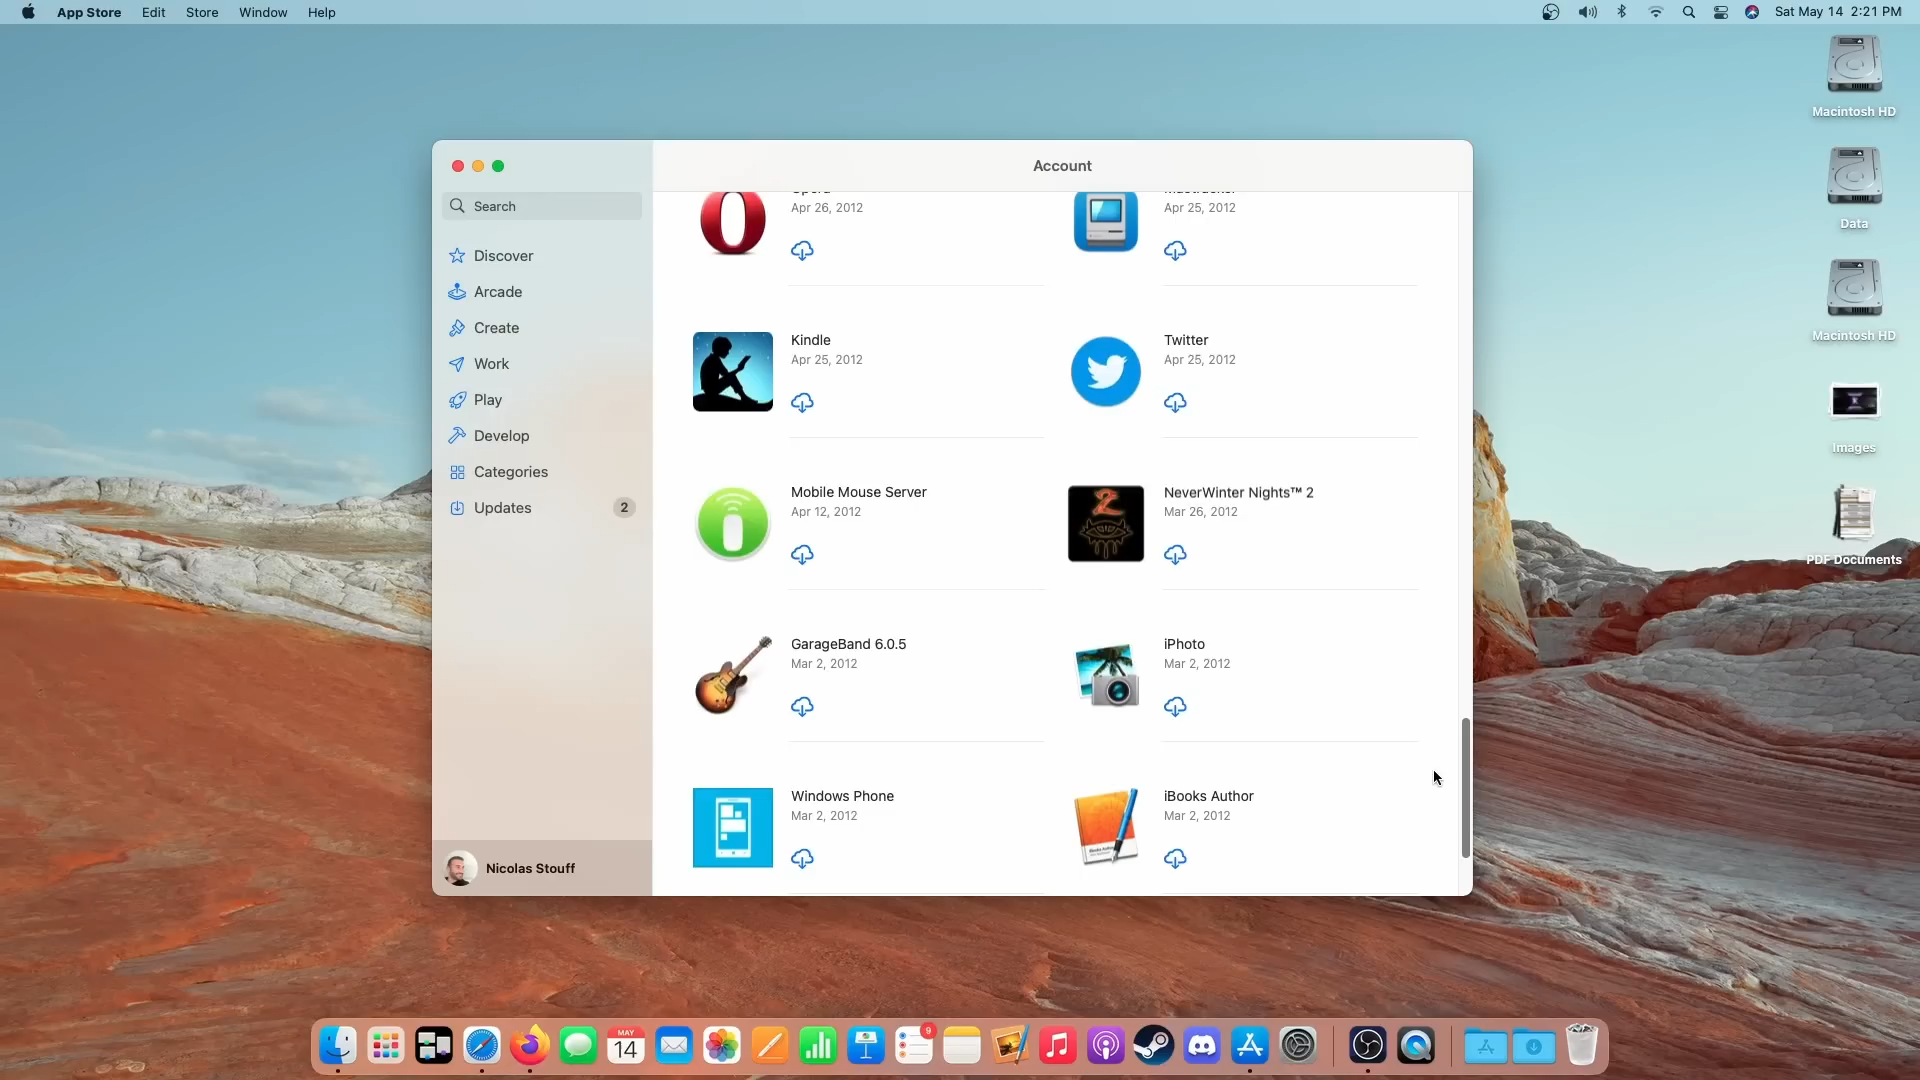 App Store Edit Store Window Help Sat May 14 2:21 PM
Macintosh HD
Data
Macintosh HD
Images
PDF Documents
Account
Search
Discover
Arcade
Create
Work
Play
Develop
Categories
Updates 2
Nicolas Stouff
Apr 26, 2012
Apr 25, 2012
Kindle
Apr 25, 2012
Twitter
Apr 25, 2012
Mobile Mouse Server
Apr 12, 2012
NeverWinter Nights™ 2
Mar 26, 2012
GarageBand 6.0.5
Mar 2, 2012
iPhoto
Mar 2, 2012
Windows Phone
Mar 2, 2012
iBooks Author
Mar 2, 2012
MAY
14
9